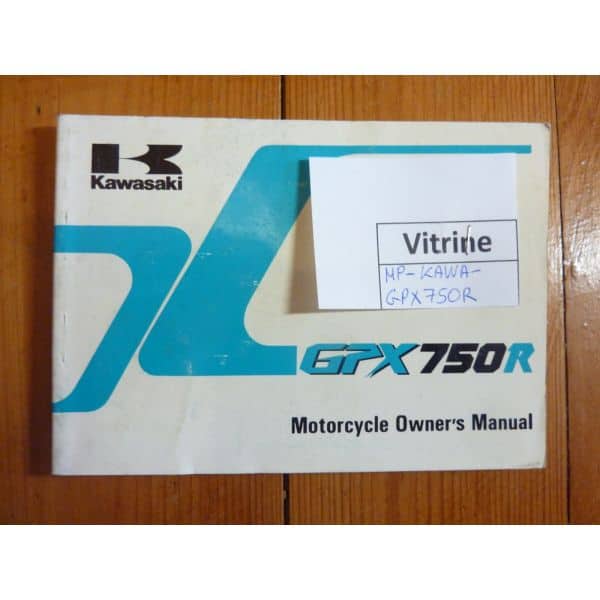 Kawasaki
Vitrine
MP-KAWA-
GPX750R
GPX750R
Motorcycle Owner's Manual